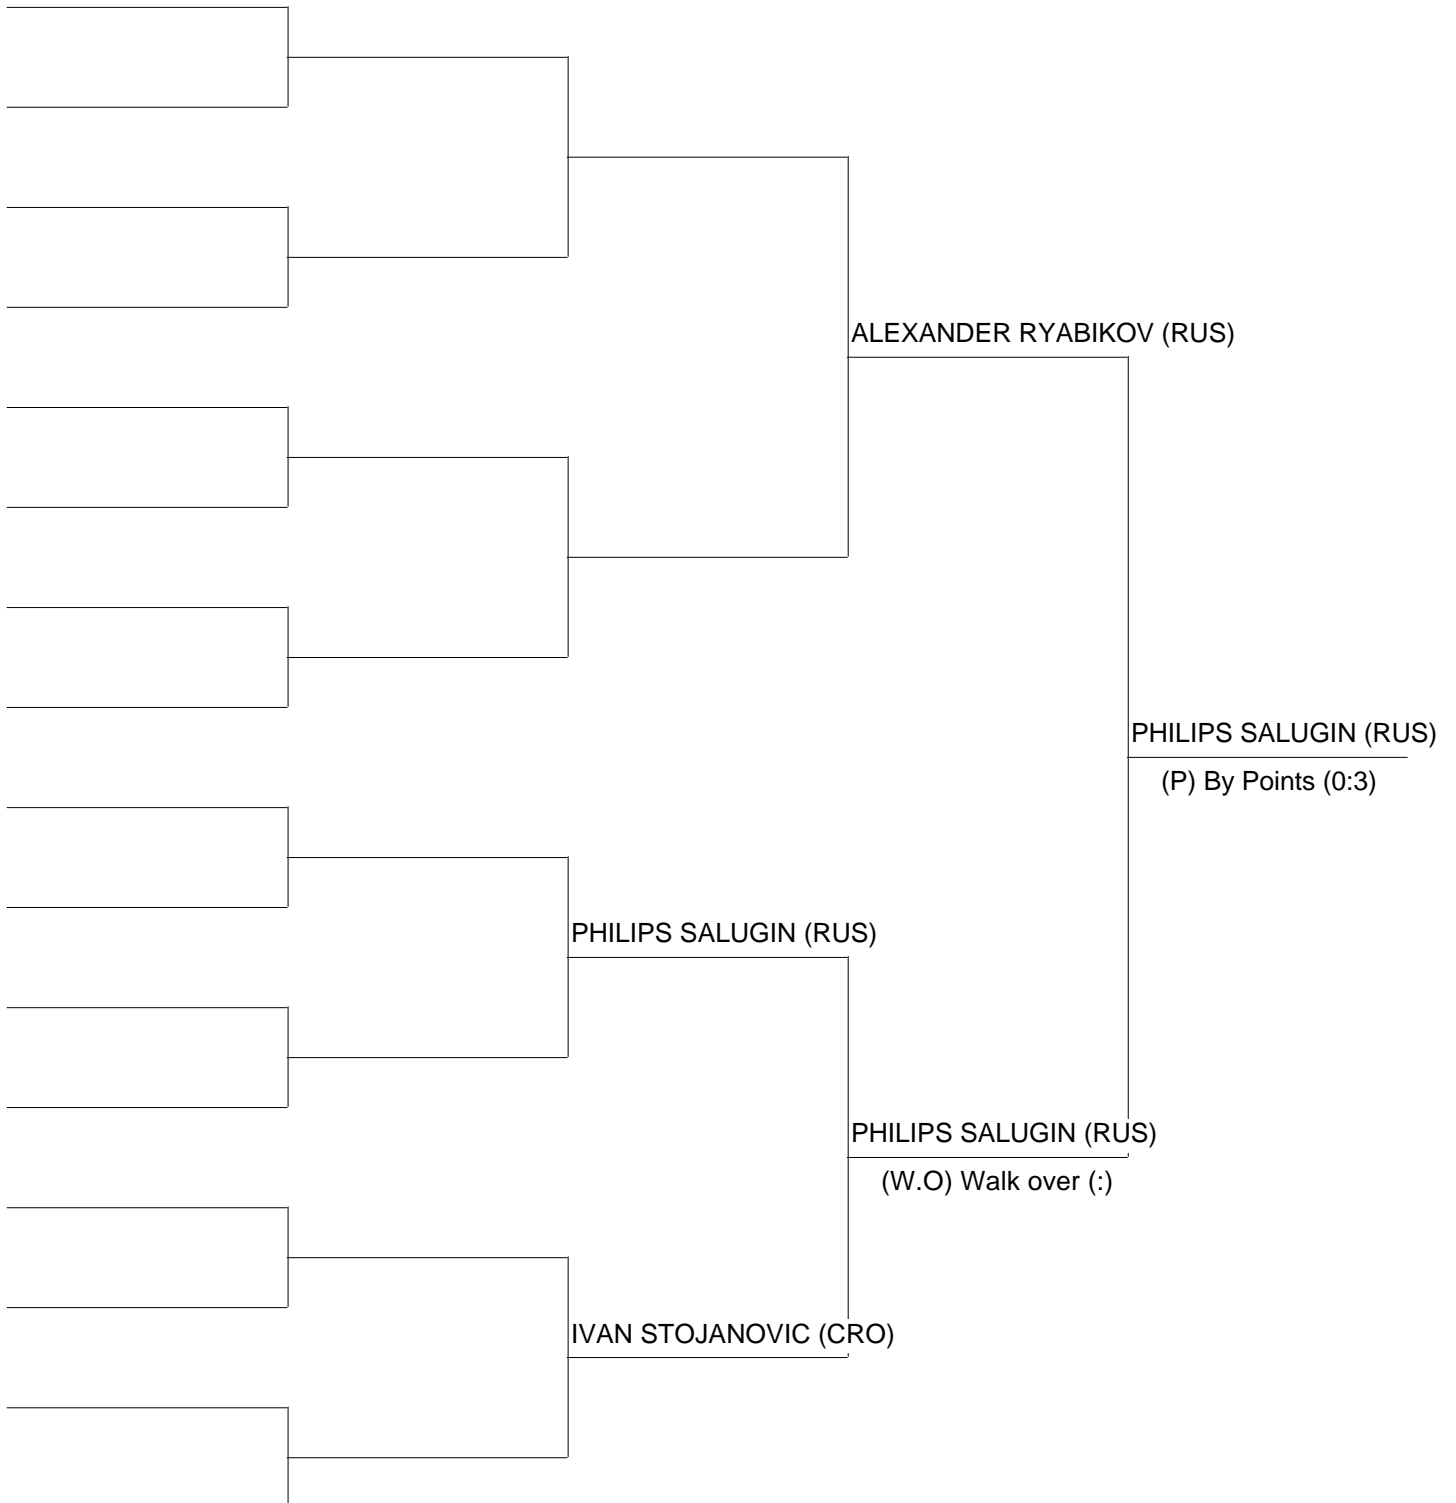 ALEXANDER RYABIKOV (RUS)
PHILIPS SALUGIN (RUS)
(P) By Points (0:3)
PHILIPS SALUGIN (RUS)
PHILIPS SALUGIN (RUS)
(W.O) Walk over (:)
IVAN STOJANOVIC (CRO)